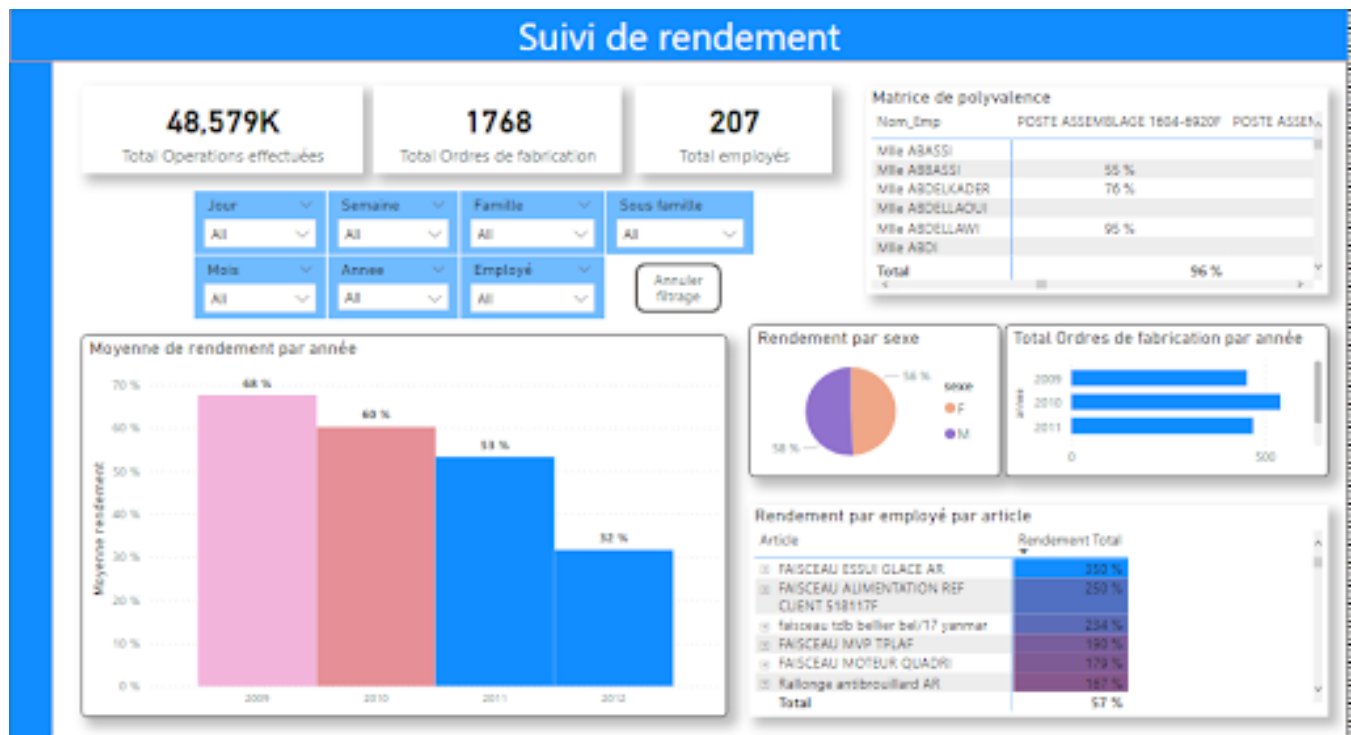 Suivi de rendement
48,579K
Total Operations effectuées
1768
Total Ordres de fabrication
207
Total employés
Matrice de polyvalence
Nom_Emp POSTE ASSEMBLAGE 1604-6920F POSTE ASSEM
Mlle ABASSI
Mlle ABBASSI 55 %
Mlle ABDELKADER 76 %
Mlle ABDELLAOUI
Mlle ABDELLAWI 95 %
Mlle ABDI
Total 96 %
Jour Semaine Famille Sous famille
All All All All
Mois Annee Employé
All All All
Annuler
filtrage
Moyenne de rendement par année
Moyenne rendement
70 %
60 %
50 %
40 %
30 %
20 %
10 %
0 %
68 %
60 %
53 %
32 %
2009 2010 2011 2012
Rendement par sexe
56 %
58 %
sexe
F
M
Total Ordres de fabrication par année
annee
2009
2010
2011
0 500
Rendement par employé par article
Article Rendement Total
FAISCEAU ESSUI GLACE AR 350 %
FAISCEAU ALIMENTATION REF 250 %
CLIENT 518117F
faisceau tdb bellier bel/17 yanmar 234 %
FAISCEAU MVP TPLAF 190 %
FAISCEAU MOTEUR QUADRI 179 %
Rallonge antibrouillard AR 167 %
Total 57 %